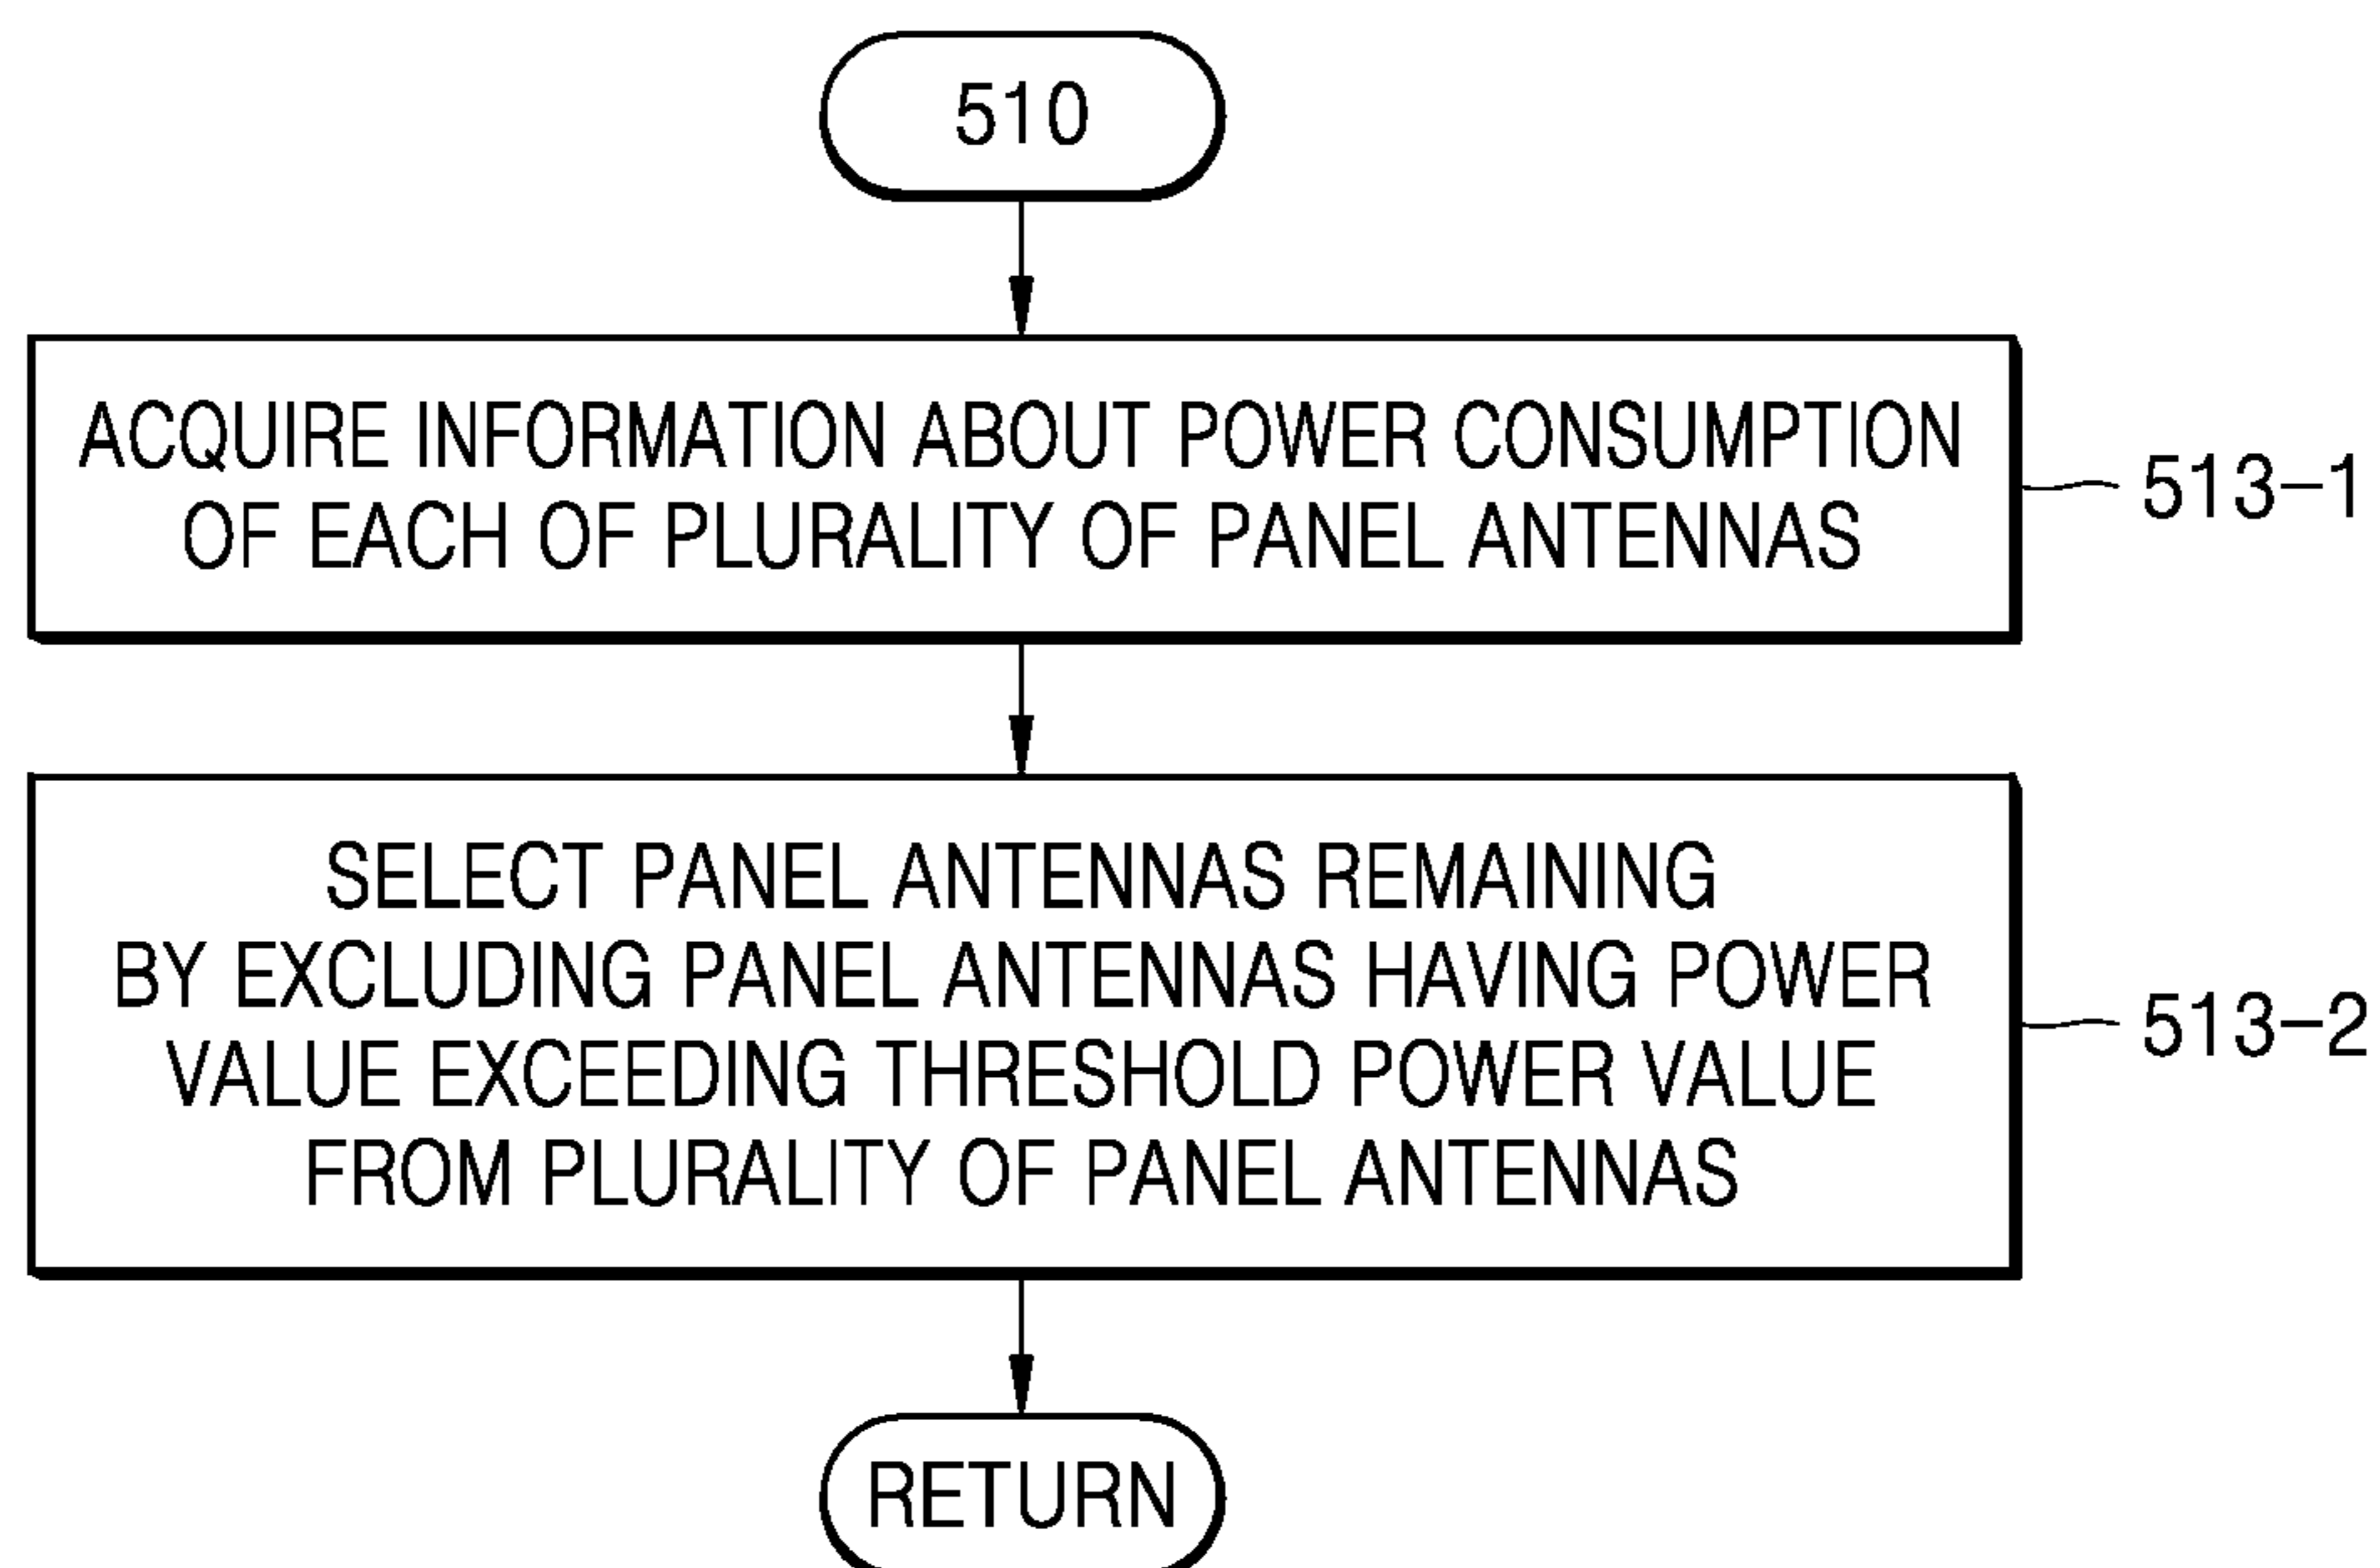 510
ACQUIRE INFORMATION ABOUT POWER CONSUMPTION
OF EACH OF PLURALITY OF PANEL ANTENNAS
513-1
SELECT PANEL ANTENNAS REMAINING
BY EXCLUDING PANEL ANTENNAS HAVING POWER
VALUE EXCEEDING THRESHOLD POWER VALUE
FROM PLURALITY OF PANEL ANTENNAS
513-2
RETURN